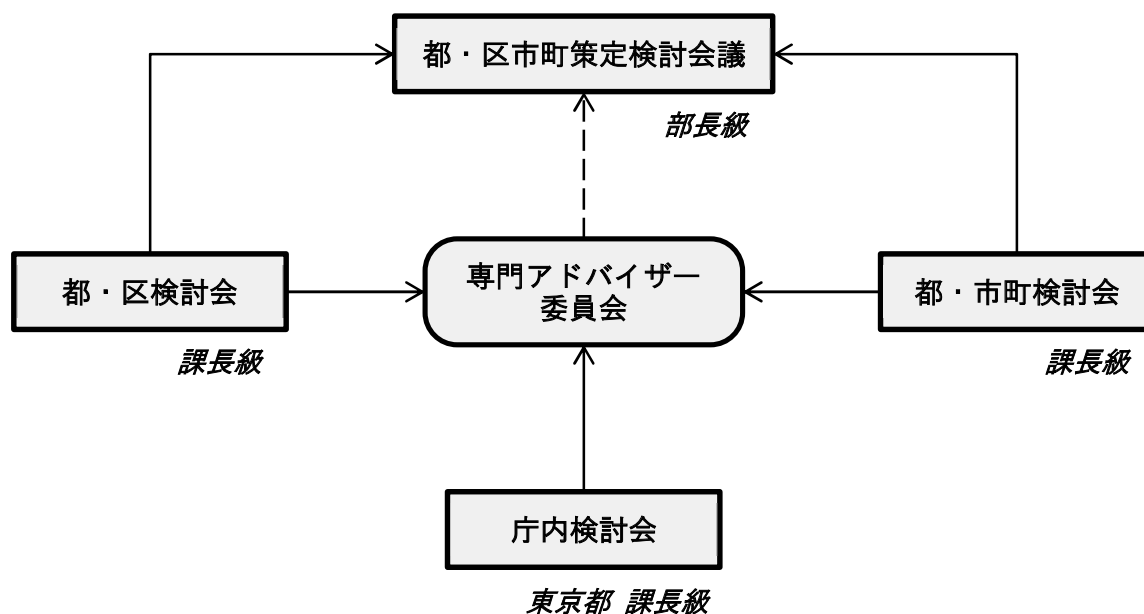 都・区市町策定検討会議
部長級
都・区検討会
専門アドバイザー
委員会
都・市町検討会
課長級
課長級
庁内検討会
東京都 課長級